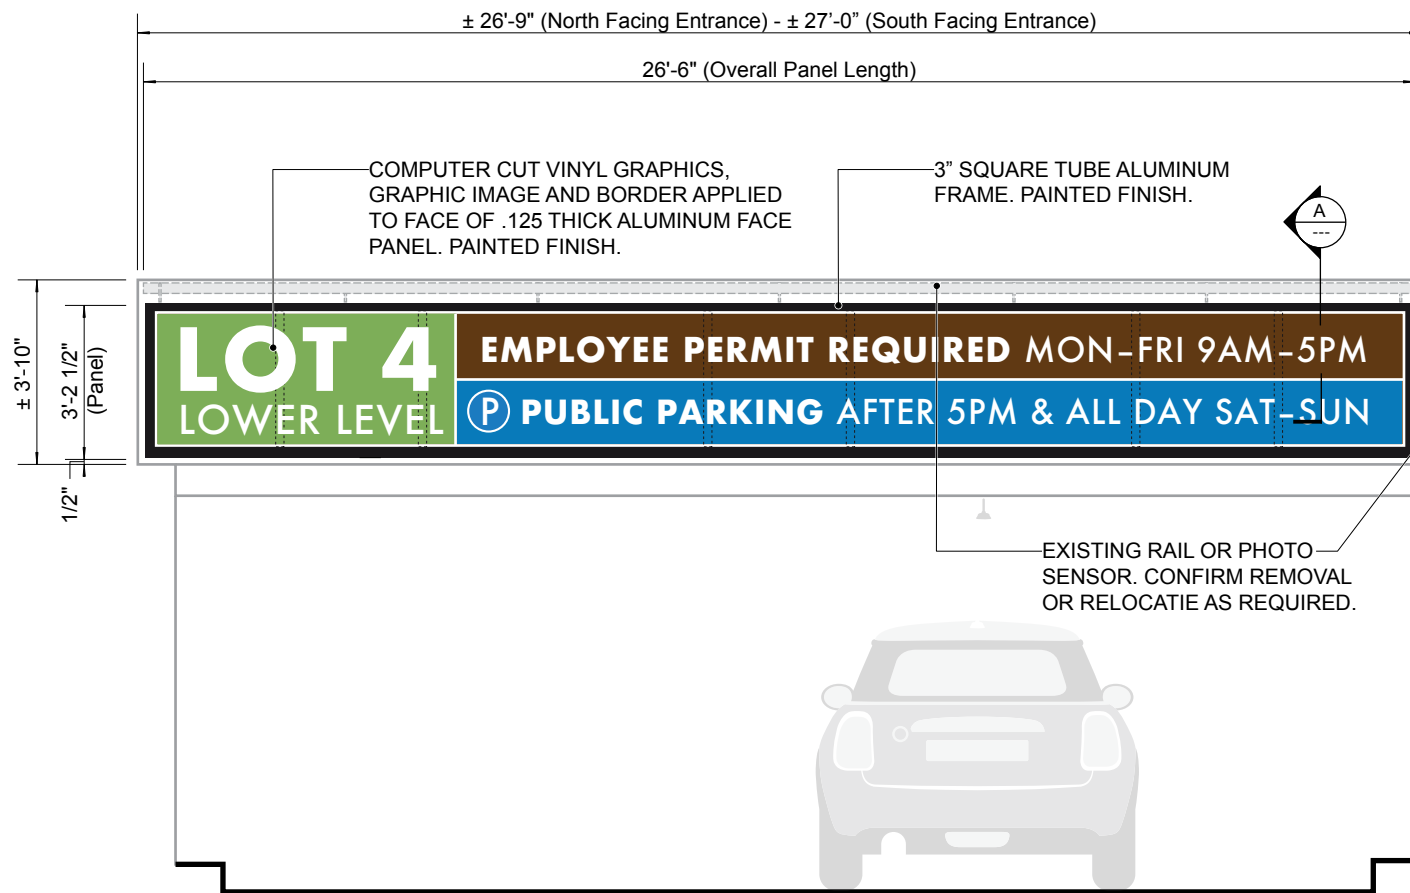 ± 26'-9" (North Facing Entrance) - ± 27’-0” (South Facing Entrance)
26'-6" (Overall Panel Length)
COMPUTER CUT VINYL GRAPHICS,
GRAPHIC IMAGE AND BORDER APPLIED
TO FACE OF .125 THICK ALUMINUM FACE
PANEL. PAINTED FINISH.
3” SQUARE TUBE ALUMINUM
FRAME. PAINTED FINISH.
A
---
± 3'-10"
3'-2 1/2"
(Panel)
1/2"
LOT 4
LOWER LEVEL
EMPLOYEE PERMIT REQUIRED MON–FRI 9AM–5PM
P PUBLIC PARKING AFTER 5PM & ALL DAY SAT–SUN
EXISTING RAIL OR PHOTO
SENSOR. CONFIRM REMOVAL
OR RELOCATIE AS REQUIRED.